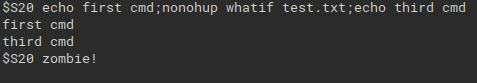 $S20 echo first cmd;nonohup whatif test.txt;echo third cmd
first cmd
third cmd
$S20 zombie!